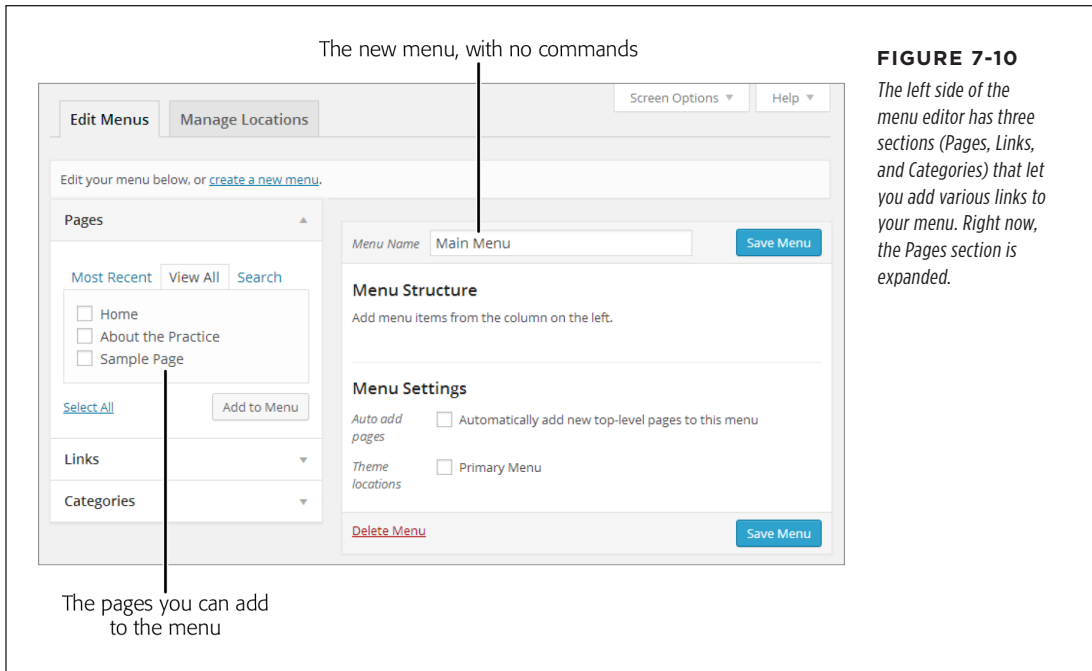 The new menu, with no commands
Screen Options
Help
Edit Menus
Manage Locations
Edit your menu below, or create a new menu.
Pages
Most Recent
View All
Search
Home
About the Practice
Sample Page
Select All
Add to Menu
Links
Categories
Menu Name
Main Menu
Save Menu
Menu Structure
Add menu items from the column on the left.
Menu Settings
Auto add
pages
Automatically add new top-level pages to this menu
Theme
locations
Primary Menu
Delete Menu
Save Menu
The pages you can add
to the menu
FIGURE 7-10
The left side of the
menu editor has three
sections (Pages, Links,
and Categories) that let
you add various links to
your menu. Right now,
the Pages section is
expanded.